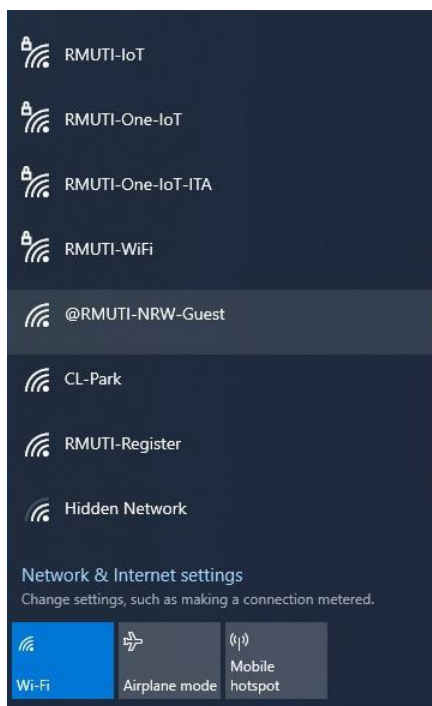 RMUTI-IoT
RMUTI-One-IoT
RMUTI-One-IoT-ITA
RMUTI-WiFi
@RMUTI-NRW-Guest
CL-Park
RMUTI-Register
Hidden Network
Network & Internet settings
Change settings, such as making a connection metered.
Wi-Fi
Airplane mode
Mobile
hotspot